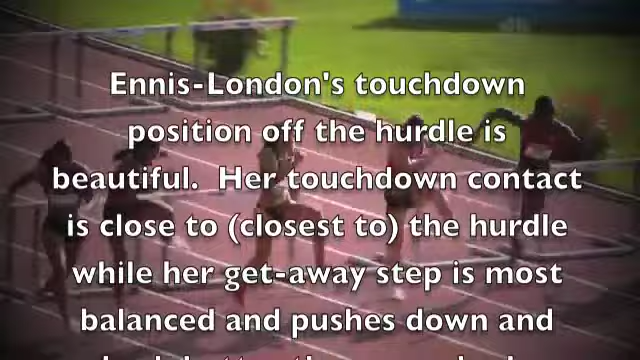 Ennis-London's touchdown
position off the hurdle is
beautiful.  Her touchdown contact
is close to (closest to) the hurdle
while her get-away step is most
balanced and pushes down and